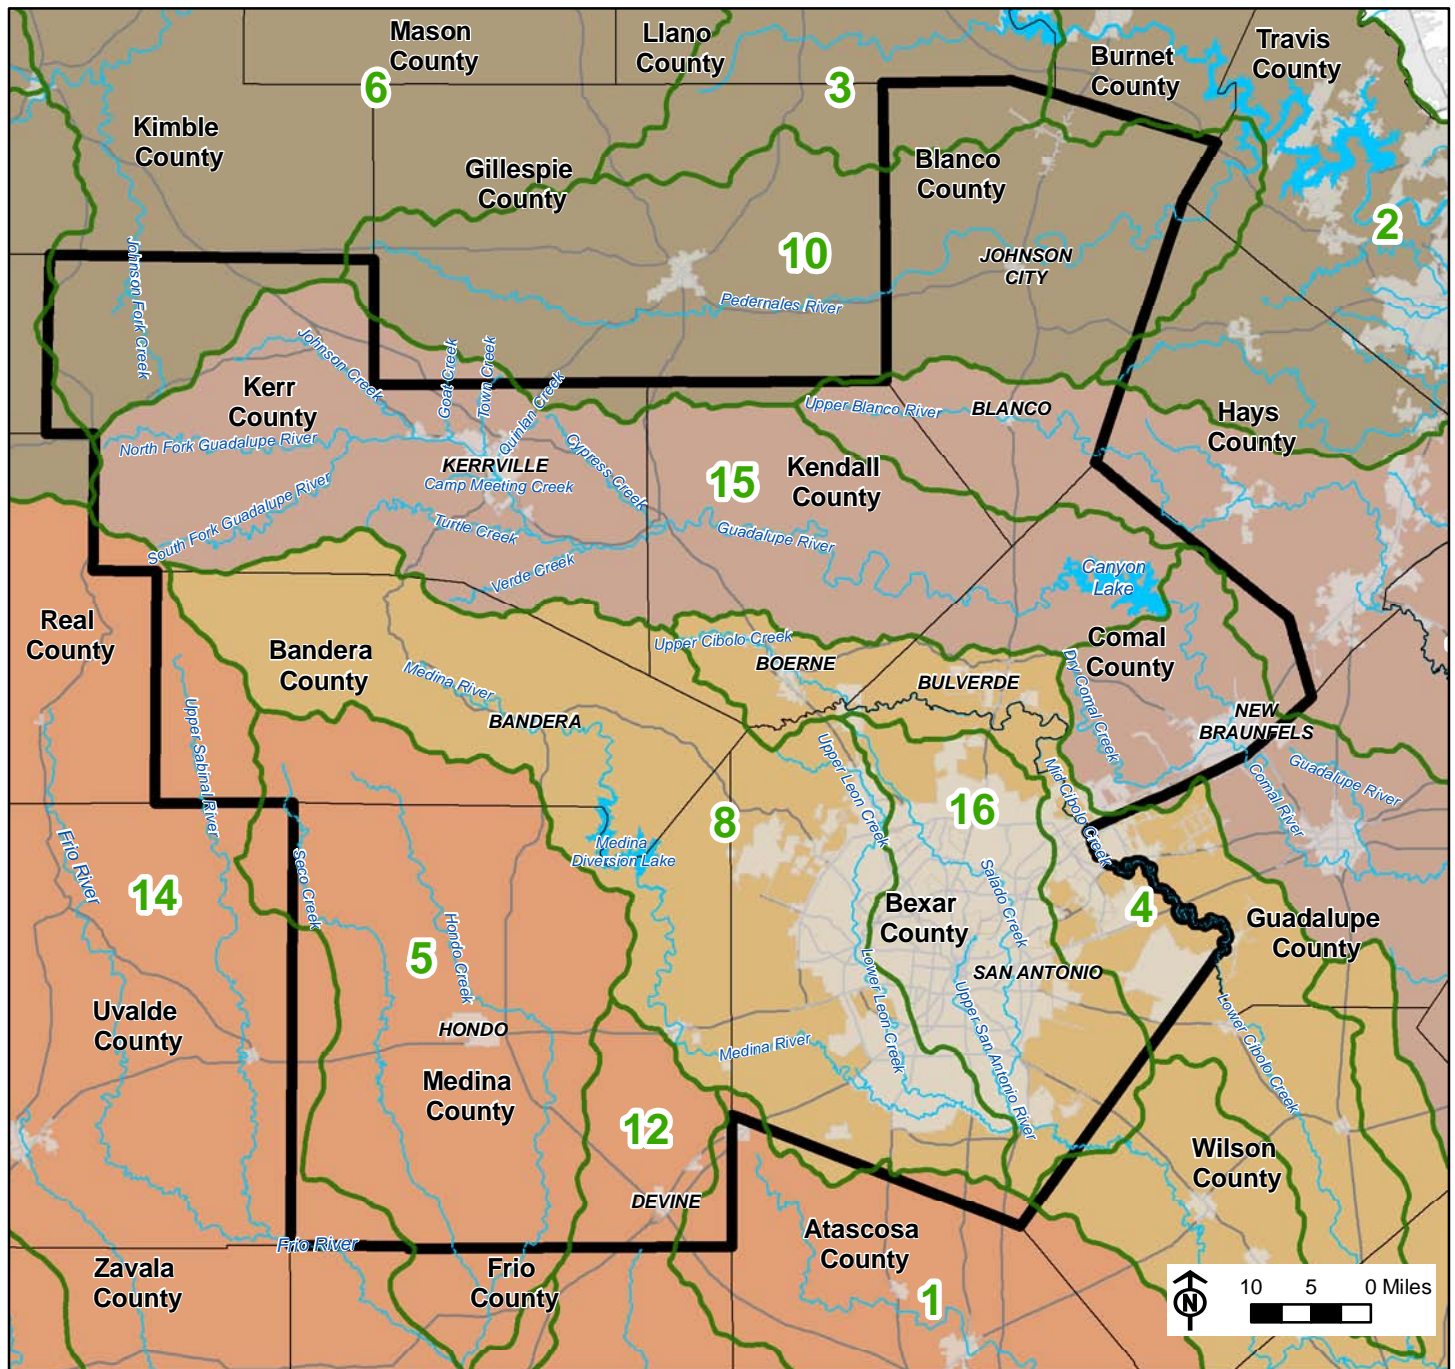 Mason
County
Llano
County
Burnet
County
Travis
County
6
3
Kimble
County
Gillespie
County
Blanco
County
2
10
JOHNSON
CITY
Johnson Fork Creek
Pedernales River
Johnson Creek
Goat Creek
Town Creek
Quinlan Creek
Kerr
County
Upper Blanco River
BLANCO
Hays
County
North Fork Guadalupe River
KERRVILLE
Camp Meeting Creek
Cypress Creek
15
Kendall
County
South Fork Guadalupe River
Turtle Creek
Guadalupe River
Verde Creek
Canyon
Lake
Real
County
Bandera
County
Upper Cibolo Creek
BOERNE
Comal
County
Medina River
BULVERDE
Dry Comal Creek
BANDERA
NEW
BRAUNFELS
Upper Sabinal River
Upper Leon Creek
Mid Cibolo Creek
Comal River
Guadalupe River
8
16
Medina
Diversion Lake
Frio River
Seco Creek
14
Salado Creek
Bexar
County
4
Guadalupe
County
5
Hondo Creek
Lower Leon Creek
SAN ANTONIO
Upper San Antonio River
Lower Cibolo Creek
Uvalde
County
HONDO
Medina River
Medina
County
12
Wilson
County
DEVINE
Atascosa
County
Frio River
Zavala
County
Frio
County
1
N
10 5 0 Miles